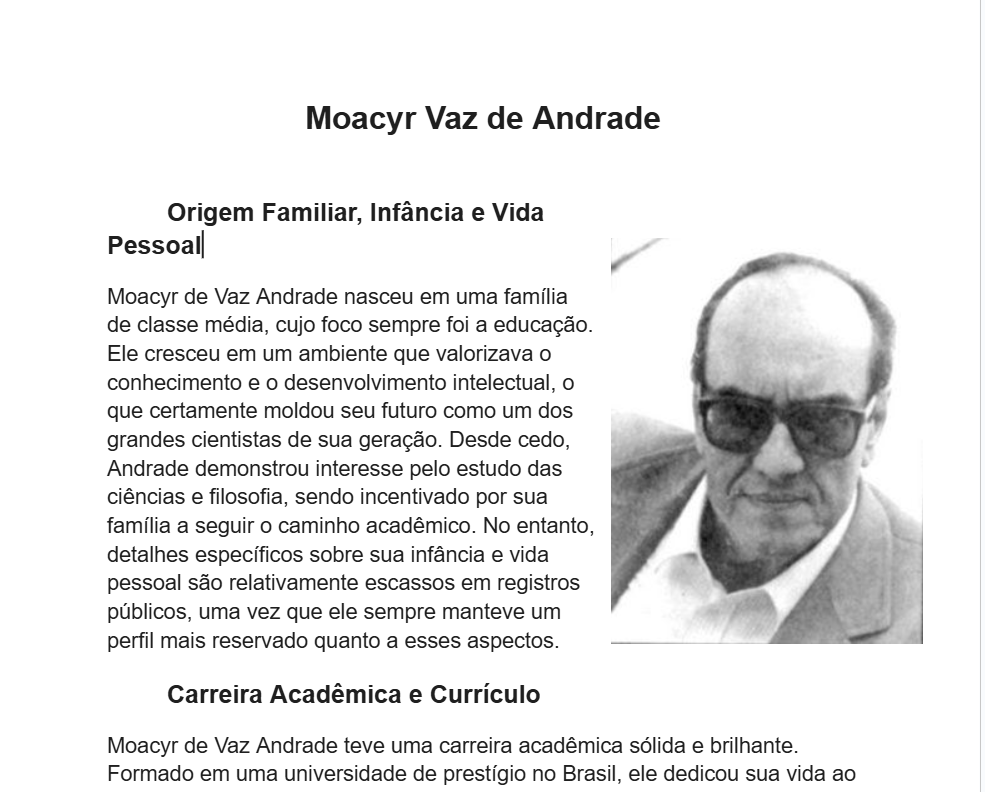 Moacyr Vaz de Andrade
Origem Familiar, Infância e Vida
Pessoal
Moacyr de Vaz Andrade nasceu em uma família
de classe média, cujo foco sempre foi a educação.
Ele cresceu em um ambiente que valorizava o
conhecimento e o desenvolvimento intelectual, o
que certamente moldou seu futuro como um dos
grandes cientistas de sua geração. Desde cedo,
Andrade demonstrou interesse pelo estudo das
ciências e filosofia, sendo incentivado por sua
família a seguir o caminho acadêmico. No entanto,
detalhes específicos sobre sua infância e vida
pessoal são relativamente escassos em registros
públicos, uma vez que ele sempre manteve um
perfil mais reservado quanto a esses aspectos.
Carreira Acadêmica e Currículo
Moacyr de Vaz Andrade teve uma carreira acadêmica sólida e brilhante.
Formado em uma universidade de prestígio no Brasil, ele dedicou sua vida ao